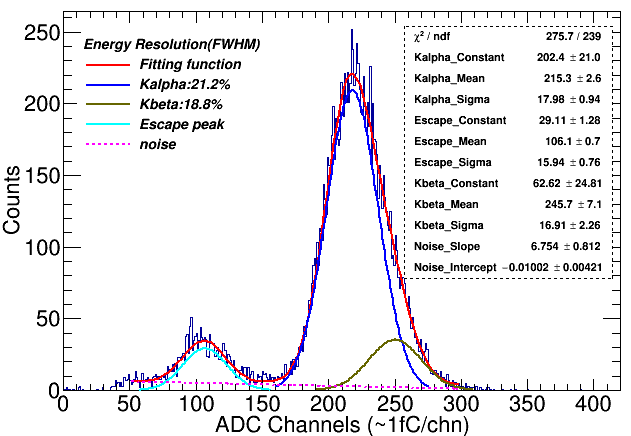 Energy Resolution(FWHM)
Fitting function
Kalpha:21.2%
Kbeta:18.8%
Escape peak
noise
χ² / ndf 275.7 / 239
Kalpha_Constant 202.4 ± 21.0
Kalpha_Mean 215.3 ± 2.6
Kalpha_Sigma 17.98 ± 0.94
Escape_Constant 29.11 ± 1.28
Escape_Mean 106.1 ± 0.7
Escape_Sigma 15.94 ± 0.76
Kbeta_Constant 62.62 ± 24.81
Kbeta_Mean 245.7 ± 7.1
Kbeta_Sigma 16.91 ± 2.26
Noise_Slope 6.754 ± 0.812
Noise_Intercept −0.01002 ± 0.00421
Counts
250
200
150
100
50
0
0 50 100 150 200 250 300 350 400
ADC Channels (~1fC/chn)